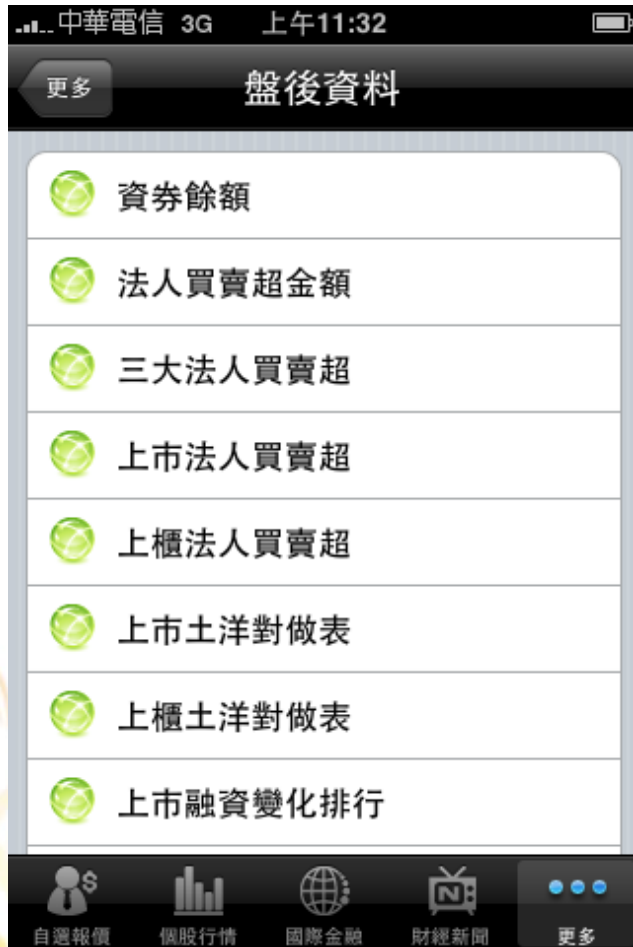 中華電信 3G 上午11:32
更多 盤後資料
資券餘額
法人買賣超金額
三大法人買賣超
上市法人買賣超
上櫃法人買賣超
上市土洋對做表
上櫃土洋對做表
上市融資變化排行
自選報價 個股行情 國際金融 財經新聞 更多